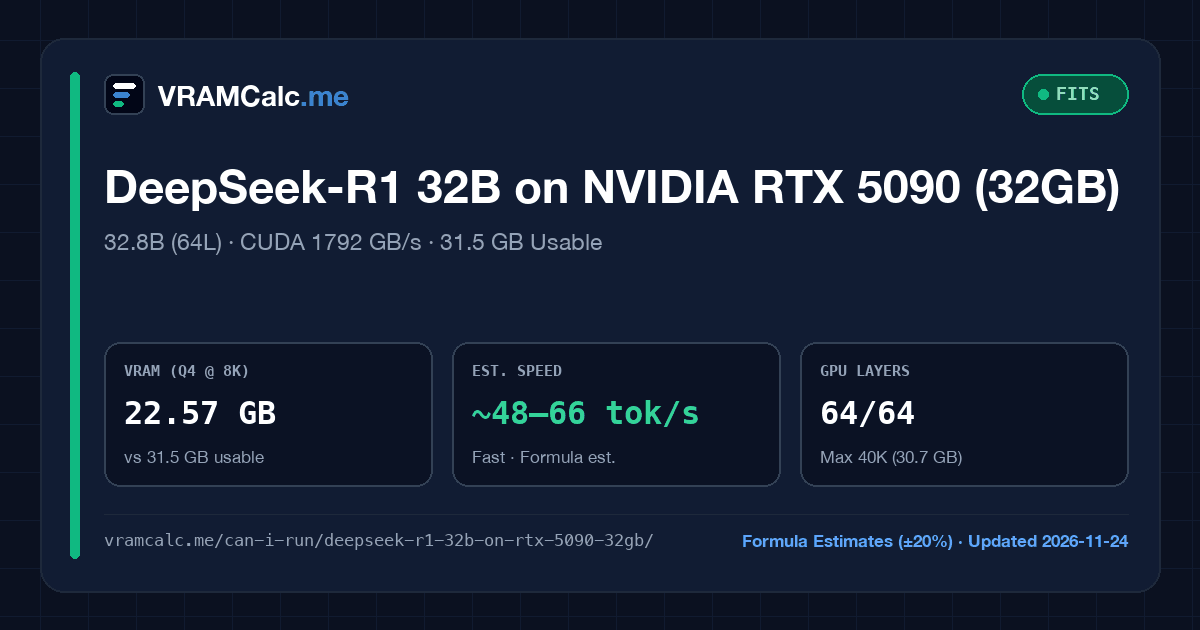 VRAMCalc.me
FITS
DeepSeek-R1 32B on NVIDIA RTX 5090 (32GB)
32.8B (64L) · CUDA 1792 GB/s · 31.5 GB Usable
VRAM (Q4 @ 8K)
22.57 GB
vs 31.5 GB usable
EST. SPEED
~48–66 tok/s
Fast · Formula est.
GPU LAYERS
64/64
Max 40K (30.7 GB)
vramcalc.me/can-i-run/deepseek-r1-32b-on-rtx-5090-32gb/
Formula Estimates (±20%) · Updated 2026-11-24